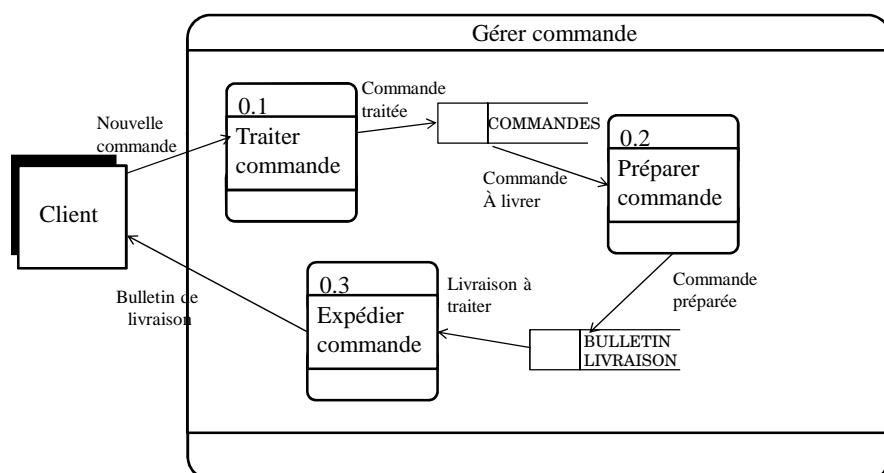 Gérer commande
Nouvelle
commande
0.1
Traiter
commande
Commande
traitée
COMMANDES
0.2
Préparer
commande
Commande
À livrer
Client
Bulletin de
livraison
0.3
Expédier
commande
Livraison à
traiter
BULLETIN
LIVRAISON
Commande
préparée